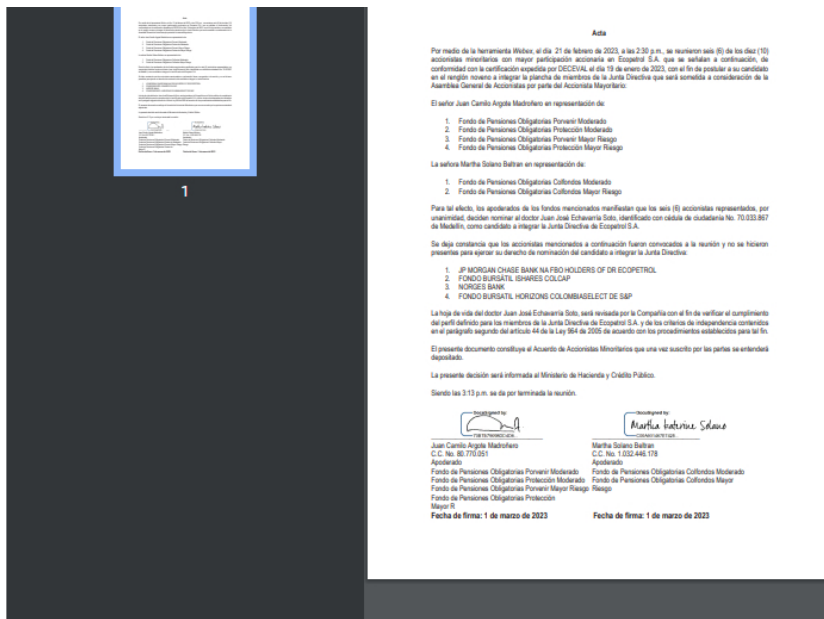 1
Acta
Por medio de la herramienta Webex, el día 21 de febrero de 2023, a las 2:30 p.m., se reunieron seis (6) de los diez (10)
accionistas minoritarios con mayor participación accionaria en Ecopetrol S.A. que se señalan a continuación, de
conformidad con la certificación expedida por DECEVAL el día 19 de enero de 2023, con el fin de postular a su candidato
en el renglón noveno a integrar la plancha de miembros de la Junta Directiva que será sometida a consideración de la
Asamblea General de Accionistas por parte del Accionista Mayoritario:
El señor Juan Camilo Argota Madroñero en representación de:
1. Fondo de Pensiones Obligatorias Porvenir Moderado
2. Fondo de Pensiones Obligatorias Protección Moderado
3. Fondo de Pensiones Obligatorias Porvenir Mayor Riesgo
4. Fondo de Pensiones Obligatorias Protección Mayor Riesgo
La señora Martha Solano Beltran en representación de:
1. Fondo de Pensiones Obligatorias Colfondos Moderado
2. Fondo de Pensiones Obligatorias Colfondos Mayor Riesgo
Para tal efecto, los apoderados de los fondos mencionados manifiestan que los seis (6) accionistas representados, por
unanimidad, deciden nominar al doctor Juan José Echavarría Soto, identificado con cédula de ciudadanía No. 70.033.867
de Medellín, como candidato a integrar la Junta Directiva de Ecopetrol S.A.
Se deja constancia que los accionistas mencionados a continuación fueron convocados a la reunión y no se hicieron
presentes para ejercer su derecho de nominación del candidato a integrar la Junta Directiva:
1. JP MORGAN CHASE BANK NA FBO HOLDERS OF DR ECOPETROL
2. FONDO BURSÁTIL ISHARES COLCAP
3. NORGES BANK
4. FONDO BURSATIL HORIZONS COLOMBIASELECT DE S&P
La hoja de vida del doctor Juan José Echavarría Soto, será revisada por la Compañía con el fin de verificar el cumplimiento
del perfil definido para los miembros de la Junta Directiva de Ecopetrol S.A. y de los criterios de independencia contenidos
en el parágrafo segundo del artículo 44 de la Ley 964 de 2005 de acuerdo con los procedimientos establecidos para tal fin.
El presente documento constituye el Acuerdo de Accionistas Minoritarios que una vez suscrito por las partes se entenderá
depositado.
La presente decisión será informada al Ministerio de Hacienda y Crédito Público.
Siendo las 3:13 p.m. se da por terminada la reunión.
DocuSigned by: DocuSigned by:
Martha katerine Solano
Juan Camilo Argota Madroñero Martha Solano Beltran
C.C. No. 80.770.051 C.C. No. 1.032.446.178
Apoderado Apoderado
Fondo de Pensiones Obligatorias Porvenir Moderado Fondo de Pensiones Obligatorias Colfondos Moderado
Fondo de Pensiones Obligatorias Protección Moderado Fondo de Pensiones Obligatorias Colfondos Mayor
Fondo de Pensiones Obligatorias Porvenir Mayor Riesgo Riesgo
Fondo de Pensiones Obligatorias Protección
Mayor R
Fecha de firma: 1 de marzo de 2023 Fecha de firma: 1 de marzo de 2023